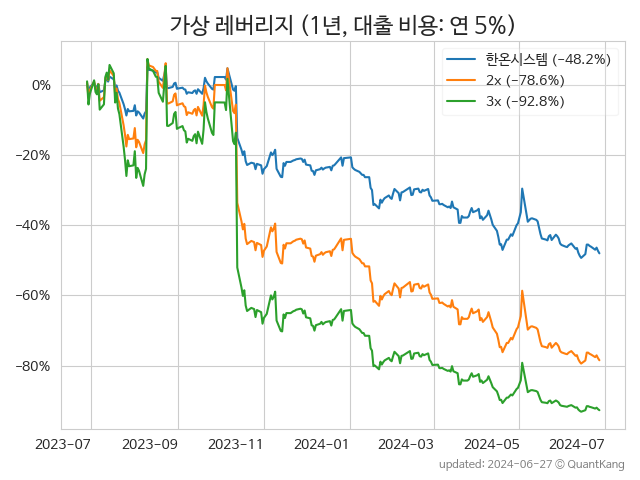 가상 레버리지 (1년, 대출 비용: 연 5%)
한온시스템 (−48.2%)
2x (−78.6%)
3x (−92.8%)
0%
−20%
−40%
−60%
−80%
2023-07 2023-09 2023-11 2024-01 2024-03 2024-05 2024-07
updated: 2024-06-27 © QuantKang